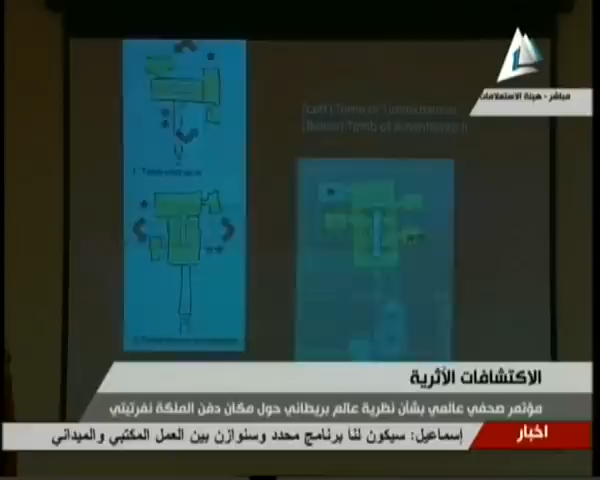 مباشر - هيئة الاستعلامات
(Left) Tomb of Tutankhamun
(Below) Tomb of Amenhotep II
الاكتشافات الأثرية
مؤتمر صحفي عالمي بشأن نظرية عالم بريطاني حول مكان دفن الملكة نفرتيتي
اخبار
إسماعيل: سيكون لنا برنامج محدد وسنوازن بين العمل المكتبي والميداني